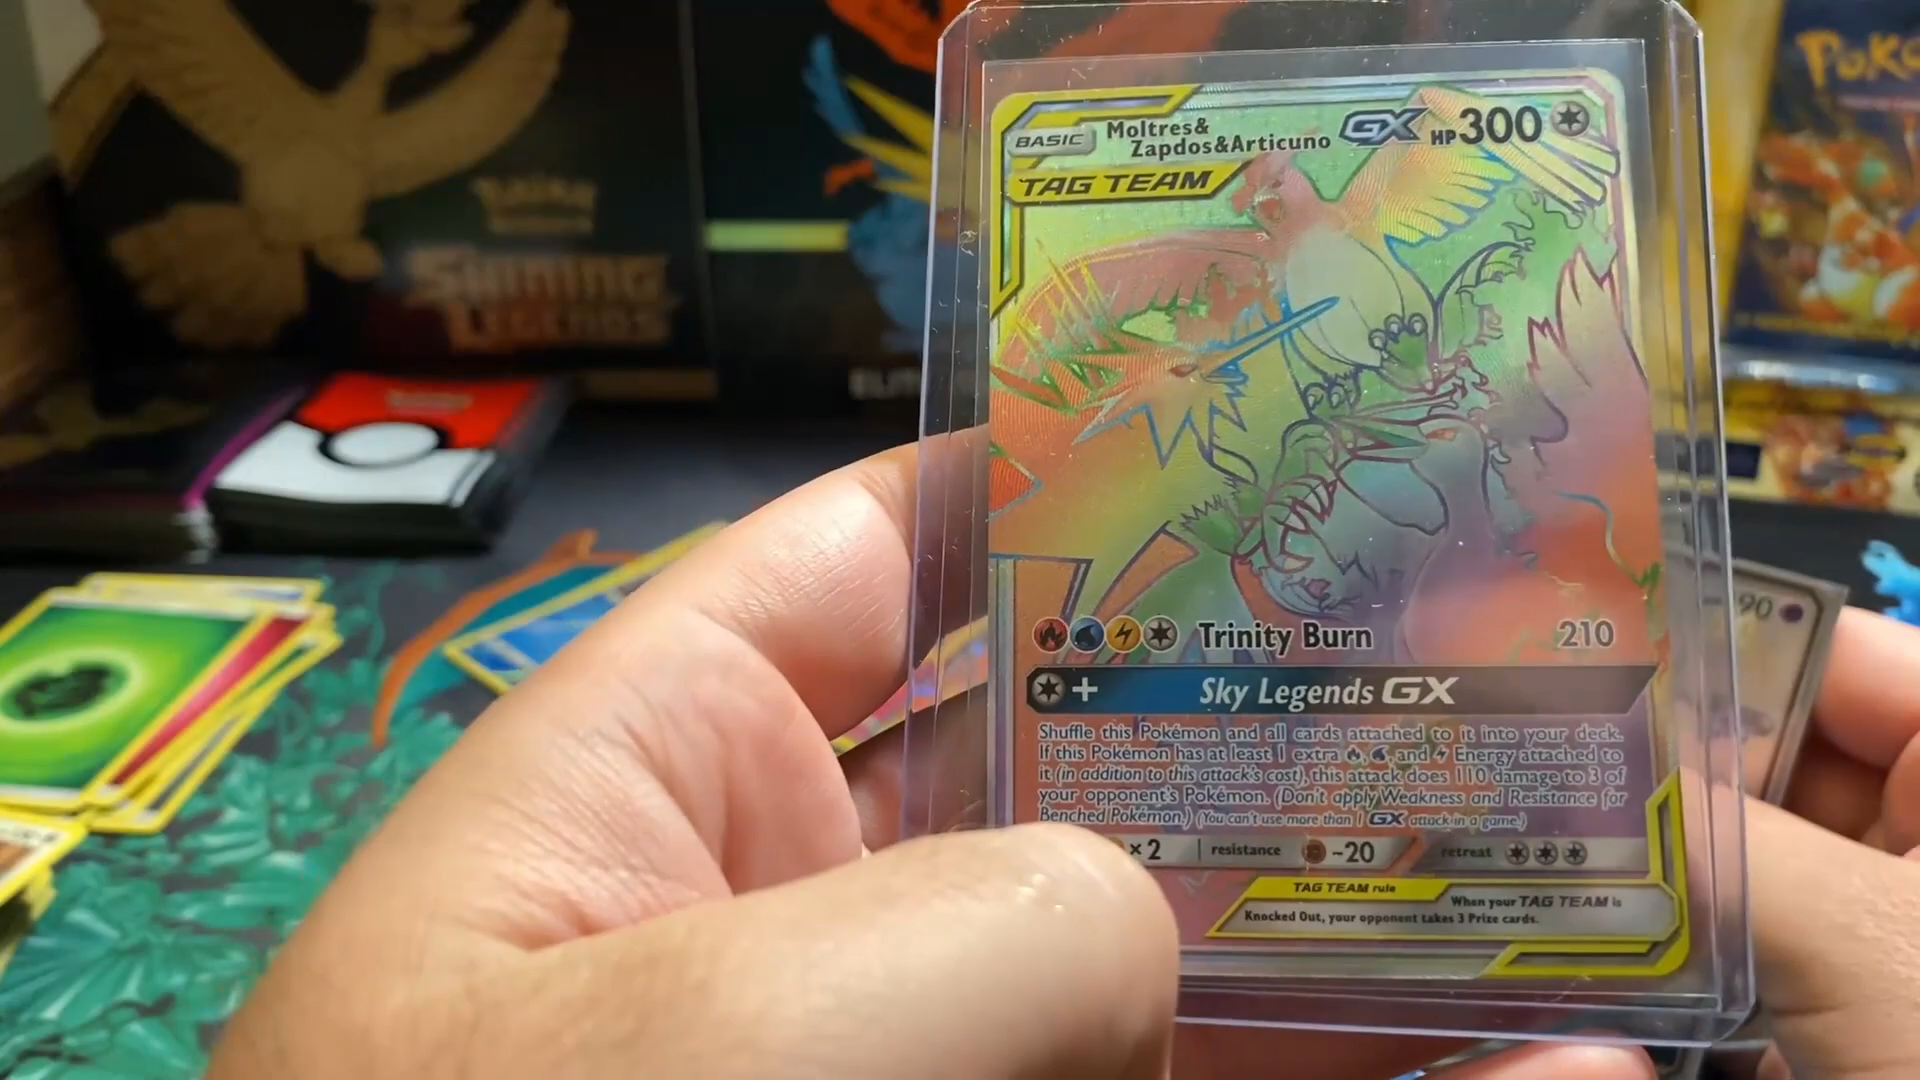 BASIC
Moltres&
Zapdos&Articuno
GX
HP300
TAG TEAM
Trinity Burn 210
+ Sky Legends GX
Shuffle this Pokémon and all cards attached to it into your deck.
If this Pokémon has at least 1 extra , , and Energy attached to
it (in addition to this attack's cost), this attack does 110 damage to 3 of
your opponent's Pokémon. (Don't apply Weakness and Resistance for
Benched Pokémon.) (You can't use more than 1 GX attack in a game.)
×2 resistance -20 retreat
TAG TEAM rule
When your TAG TEAM is
Knocked Out, your opponent takes 3 Prize cards.
SHINING
LEGENDS
90